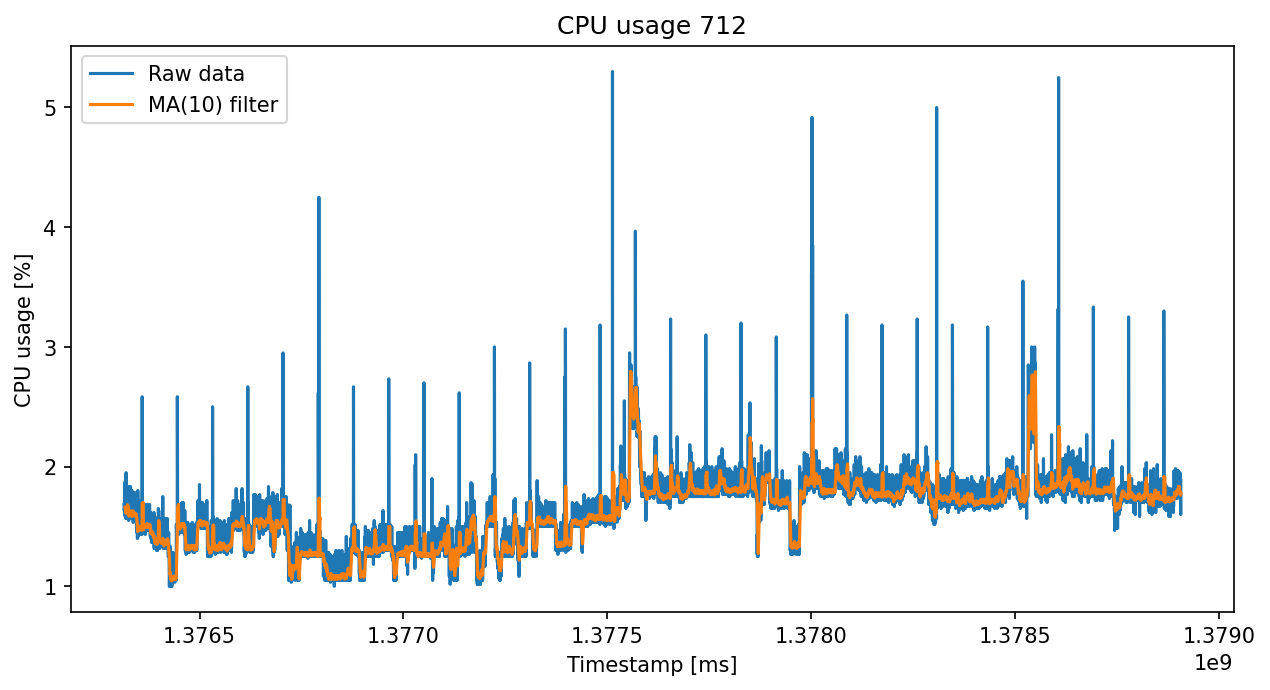 CPU usage 712
Raw data
MA(10) filter
CPU usage [%]
5
4
3
2
1
1.3765 1.3770 1.3775 1.3780 1.3785 1.3790
1e9
Timestamp [ms]